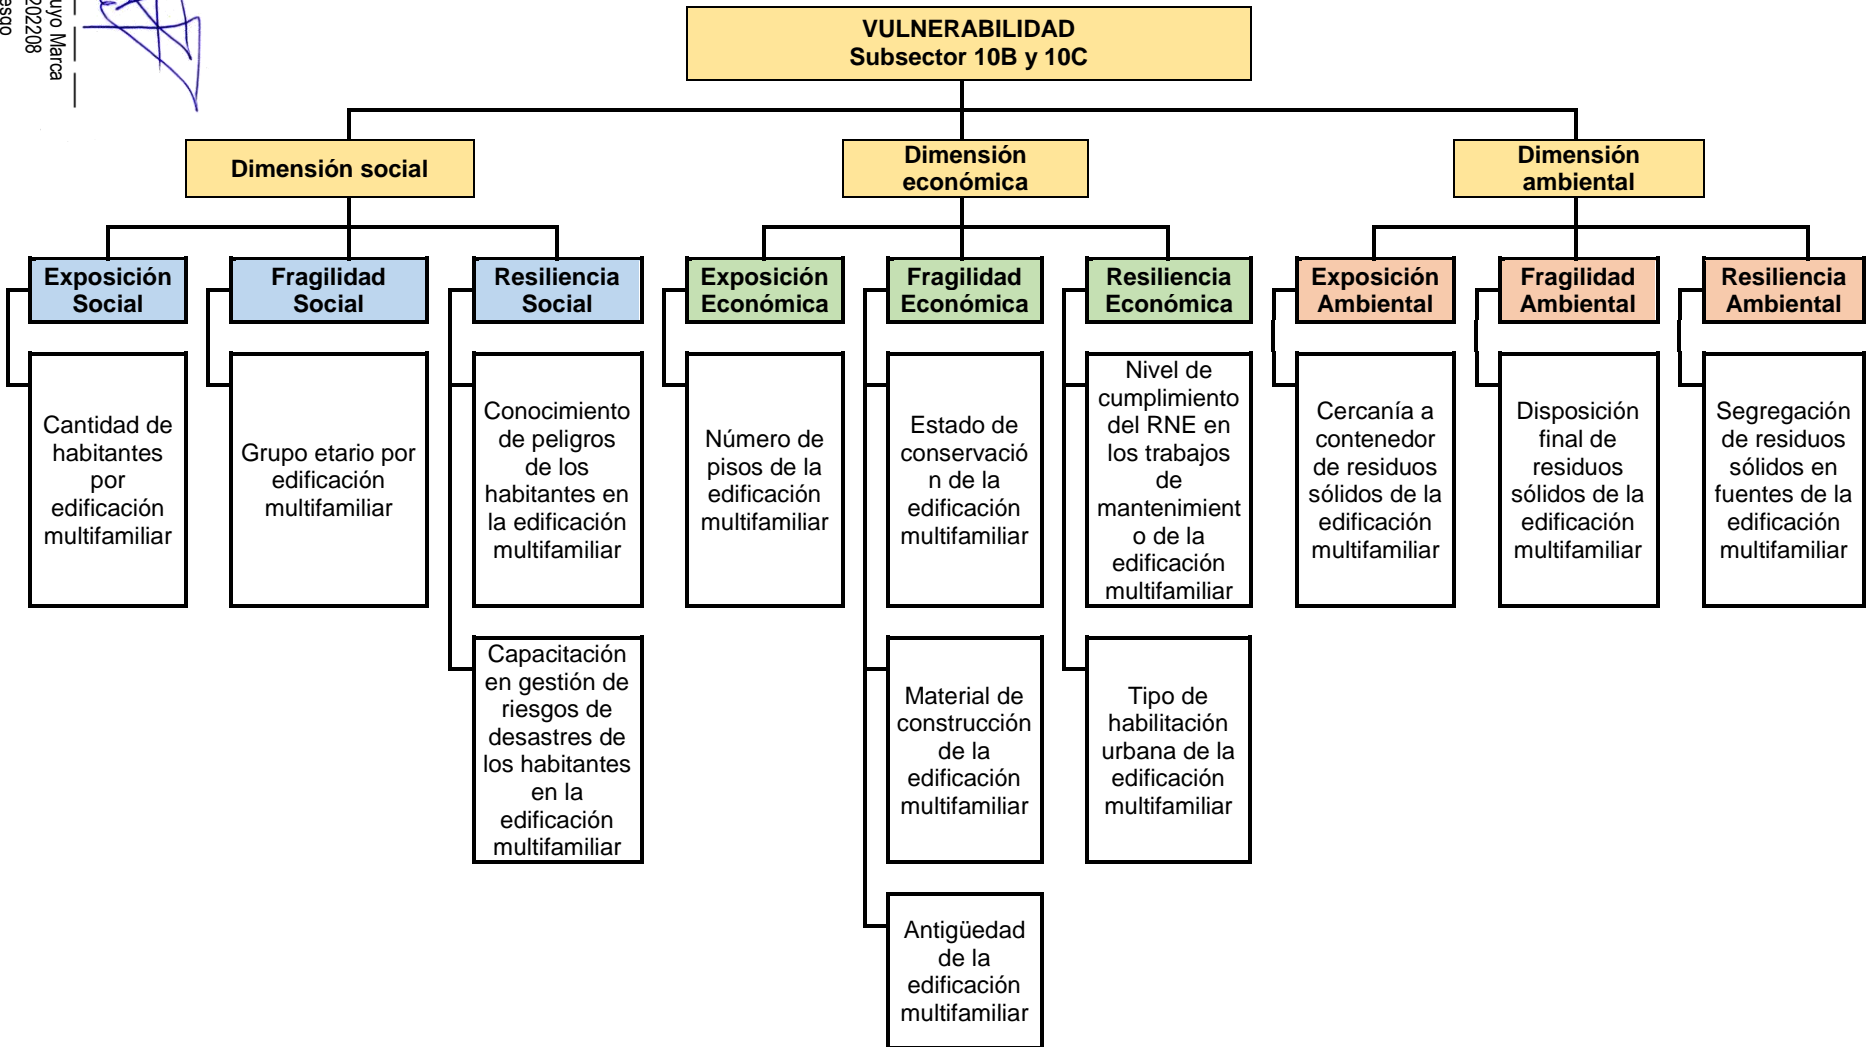 uyo Marca
202208
esgo
VULNERABILIDAD
Subsector 10B y 10C
Dimensión social
Dimensión
económica
Dimensión
ambiental
Exposición
Social
Fragilidad
Social
Resiliencia
Social
Exposición
Económica
Fragilidad
Económica
Resiliencia
Económica
Exposición
Ambiental
Fragilidad
Ambiental
Resiliencia
Ambiental
Cantidad de
habitantes
por
edificación
multifamiliar
Grupo etario por
edificación
multifamiliar
Conocimiento
de peligros
de los
habitantes en
la edificación
multifamiliar
Número de
pisos de la
edificación
multifamiliar
Estado de
conservació
n de la
edificación
multifamiliar
Nivel de
cumplimiento
del RNE en
los trabajos
de
mantenimient
o de la
edificación
multifamiliar
Cercanía a
contenedor
de residuos
sólidos de la
edificación
multifamiliar
Disposición
final de
residuos
sólidos de la
edificación
multifamiliar
Segregación
de residuos
sólidos en
fuentes de la
edificación
multifamiliar
Capacitación
en gestión de
riesgos de
desastres de
los habitantes
en la
edificación
multifamiliar
Material de
construcción
de la
edificación
multifamiliar
Tipo de
habilitación
urbana de la
edificación
multifamiliar
Antigüedad
de la
edificación
multifamiliar